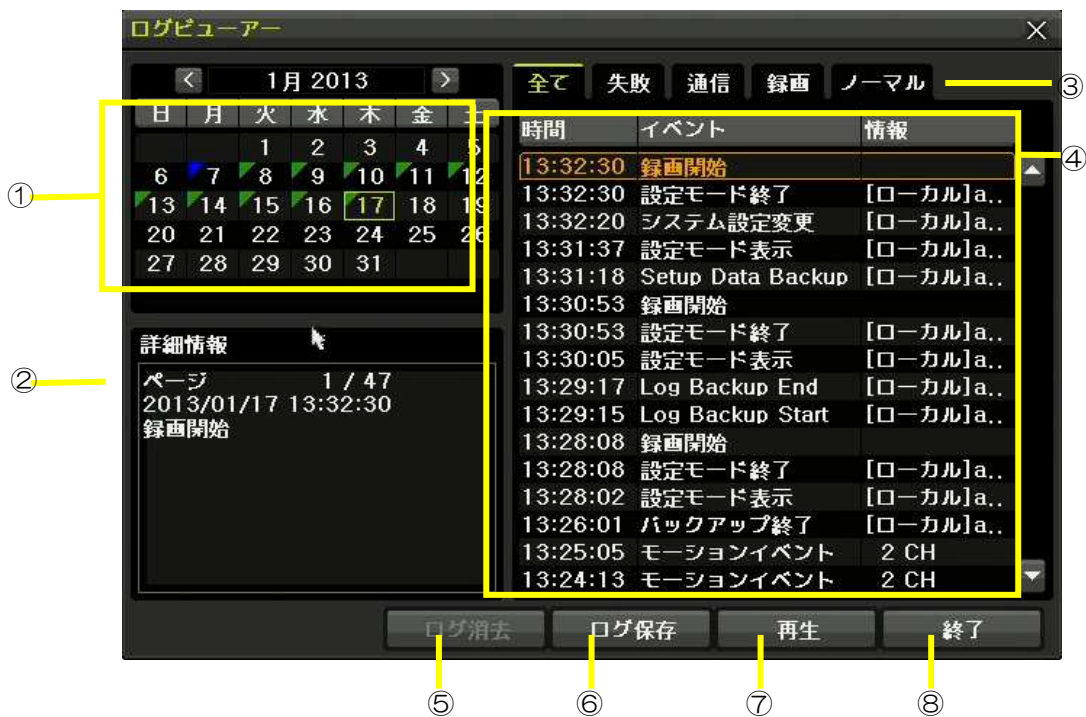 ログビューアー
1月 2013
日 月 火 水 木 金 土
1 2 3 4 5
6 7 8 9 10 11 12
13 14 15 16 17 18 19
20 21 22 23 24 25 26
27 28 29 30 31
①
詳細情報
ページ 1 / 47
2013/01/17 13:32:30
録画開始
②
全て 失敗 通信 録画 ノーマル
③
時間 イベント 情報
④
13:32:30 録画開始
13:32:30 設定モード終了 [ローカル]a..
13:32:20 システム設定変更 [ローカル]a..
13:31:37 設定モード表示 [ローカル]a..
13:31:18 Setup Data Backup [ローカル]a..
13:30:53 録画開始
13:30:53 設定モード終了 [ローカル]a..
13:30:05 設定モード表示 [ローカル]a..
13:29:17 Log Backup End [ローカル]a..
13:29:15 Log Backup Start [ローカル]a..
13:28:08 録画開始
13:28:08 設定モード終了 [ローカル]a..
13:28:02 設定モード表示 [ローカル]a..
13:26:01 バックアップ終了 [ローカル]a..
13:25:05 モーションイベント 2 CH
13:24:13 モーションイベント 2 CH
ログ消去 ログ保存 再生 終了
⑤ ⑥ ⑦ ⑧